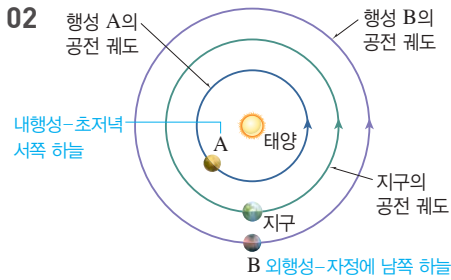 02
행성 A의
공전 궤도
행성 B의
공전 궤도
내행성-초저녁
서쪽 하늘
A
태양
지구의
공전 궤도
지구
B 외행성-자정에 남쪽 하늘